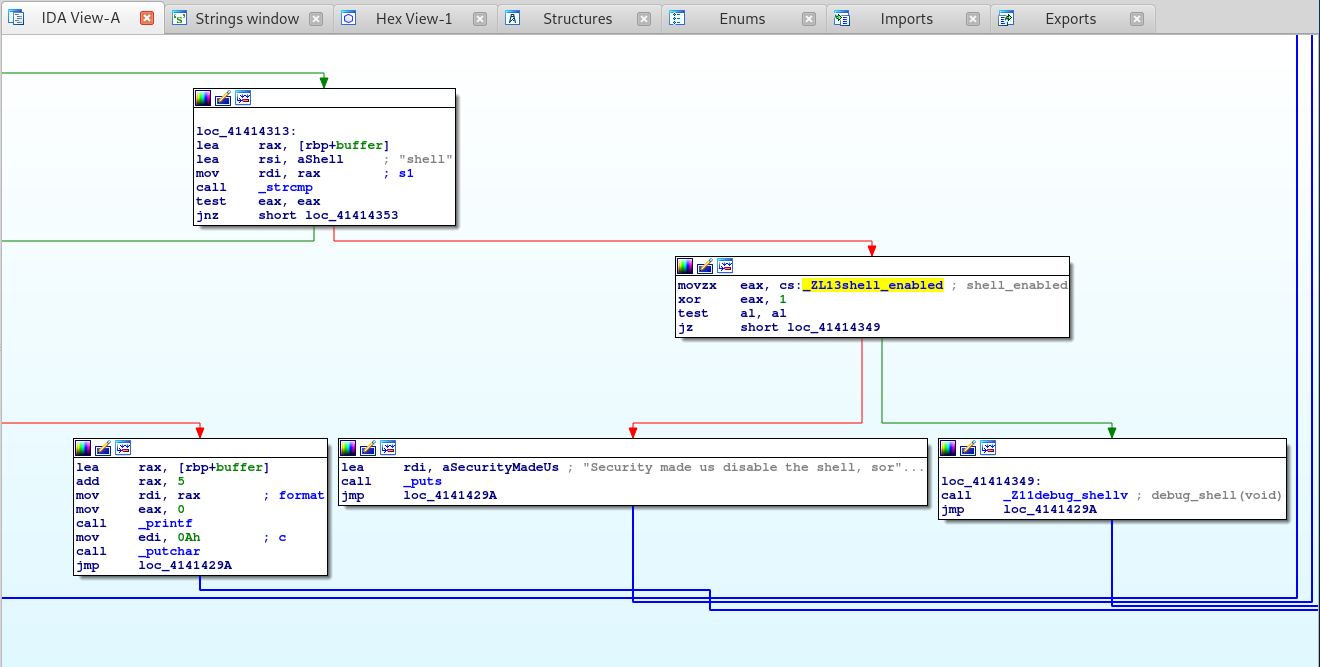 IDA View-A
Strings window
Hex View-1
Structures
Enums
Imports
Exports
loc_41414313:
lea rax, [rbp+buffer]
lea rsi, aShell ; "shell"
mov rdi, rax ; s1
call _strcmp
test eax, eax
jnz short loc_41414353
movzx eax, cs:_ZL13shell_enabled ; shell_enabled
xor eax, 1
test al, al
jz short loc_41414349
lea rax, [rbp+buffer]
add rax, 5
mov rdi, rax ; format
mov eax, 0
call _printf
mov edi, 0Ah ; c
call _putchar
jmp loc_4141429A
lea rdi, aSecurityMadeUs ; "Security made us disable the shell, sor"...
call _puts
jmp loc_4141429A
loc_41414349:
call _Z11debug_shellv ; debug_shell(void)
jmp loc_4141429A